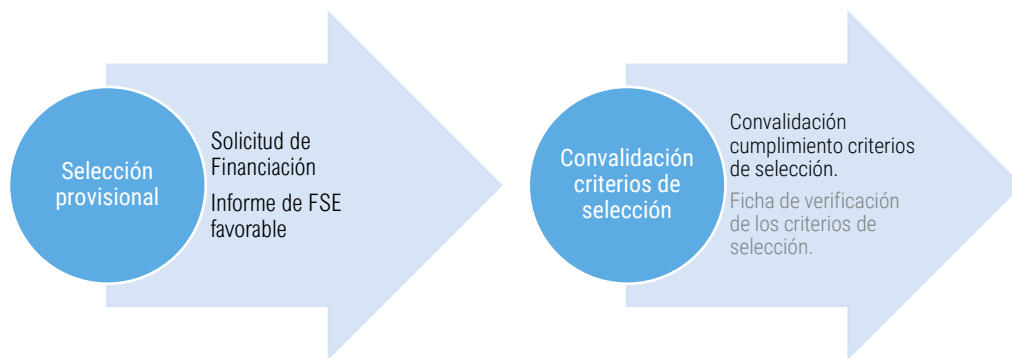 Selección
provisional
Solicitud de
Financiación
Informe de FSE
favorable
Convalidación
criterios de
selección
Convalidación
cumplimiento criterios
de selección.
Ficha de verificación
de los criterios de
selección.